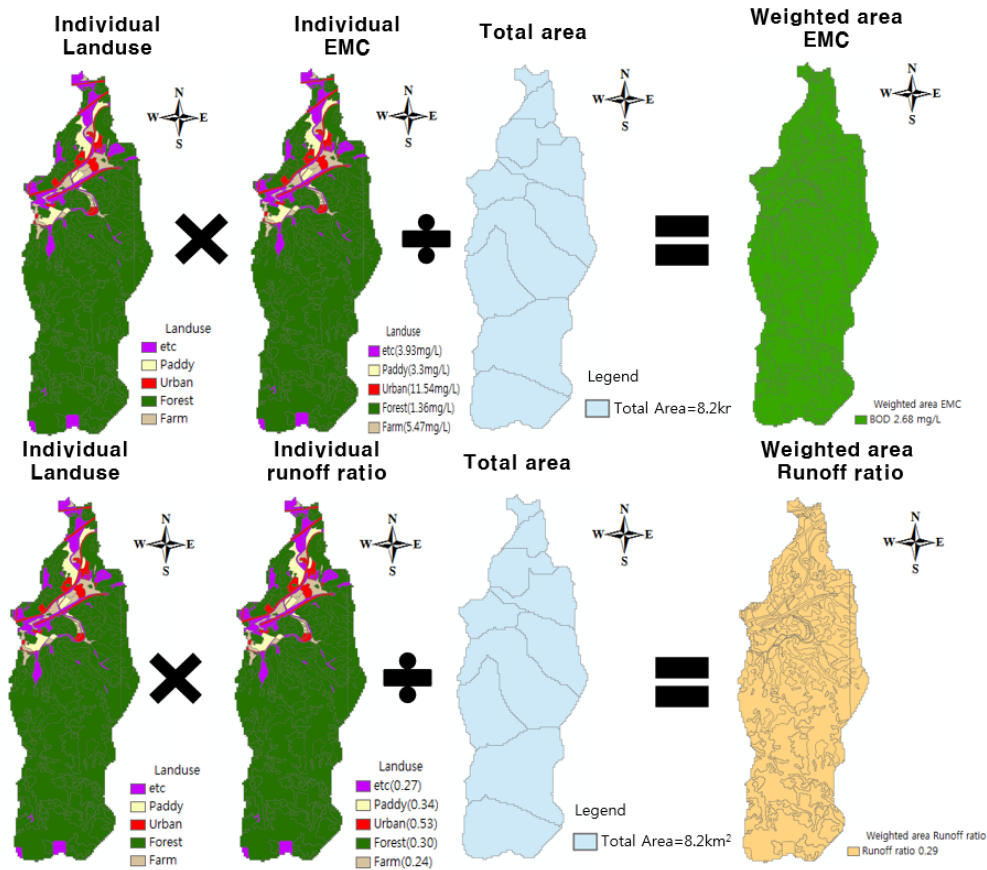 Individual
Landuse
Individual
EMC
Total area
Weighted area
EMC
N
W E
S
N
W E
S
N
W E
S
N
W E
S
Landuse
etc
Paddy
Urban
Forest
Farm
Landuse
etc(3.93mg/L)
Paddy(3.3mg/L)
Urban(11.54mg/L)
Forest(1.36mg/L)
Farm(5.47mg/L)
Legend
Total Area=8.2kr
Weighted area EMC
BOD 2.68 mg/L
Individual
Landuse
Individual
runoff ratio
Total area
Weighted area
Runoff ratio
N
W E
S
N
W E
S
N
W E
S
N
W E
S
Landuse
etc
Paddy
Urban
Forest
Farm
Landuse
etc(0.27)
Paddy(0.34)
Urban(0.53)
Forest(0.30)
Farm(0.24)
Legend
Total Area=8.2km²
Weighted area Runoff ratio
Runoff ratio 0.29